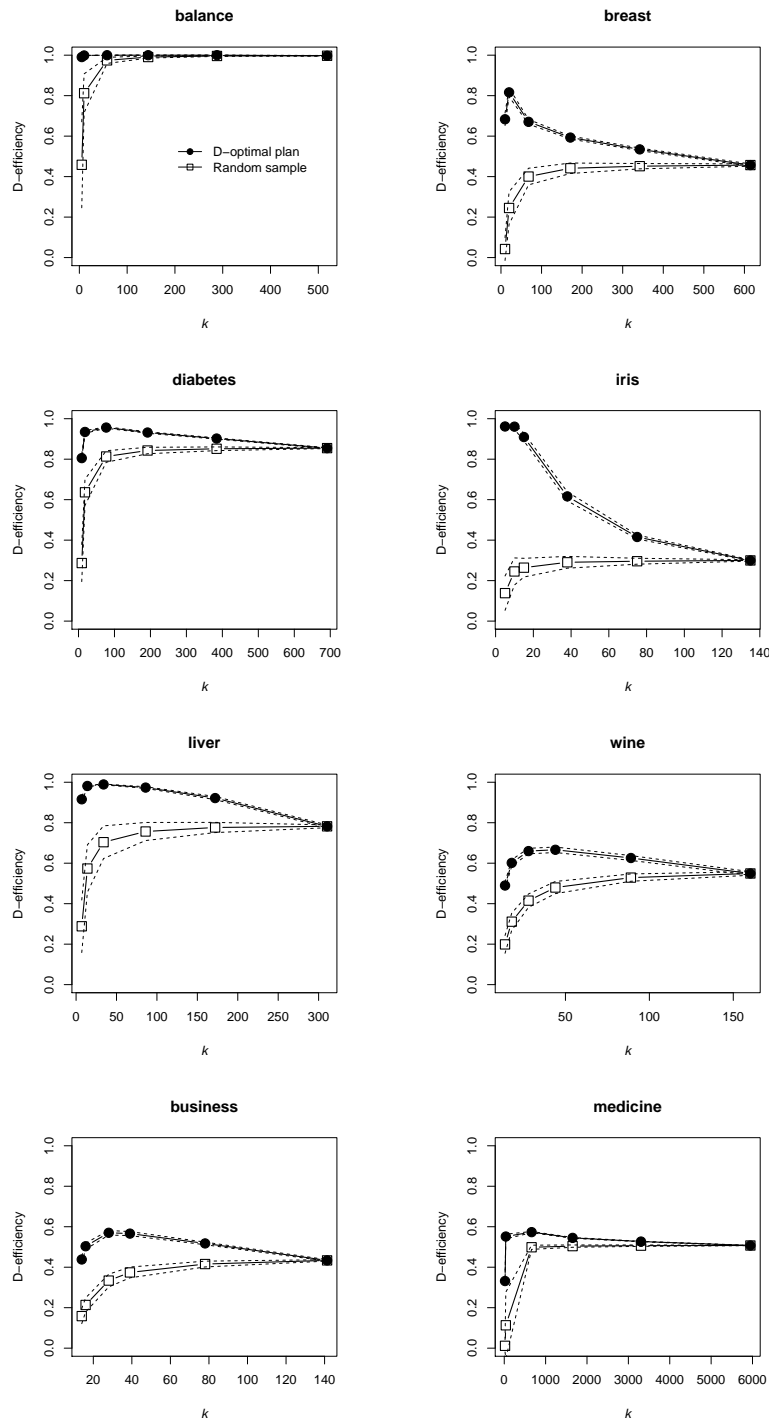 balance
D−efficiency
0.0 0.2 0.4 0.6 0.8 1.0
D−optimal plan
Random sample
0 100 200 300 400 500
k
breast
D−efficiency
0.0 0.2 0.4 0.6 0.8 1.0
0 100 200 300 400 500 600
k
diabetes
D−efficiency
0.0 0.2 0.4 0.6 0.8 1.0
0 100 200 300 400 500 600 700
k
iris
D−efficiency
0.0 0.2 0.4 0.6 0.8 1.0
0 20 40 60 80 100 120 140
k
liver
D−efficiency
0.0 0.2 0.4 0.6 0.8 1.0
0 50 100 150 200 250 300
k
wine
D−efficiency
0.0 0.2 0.4 0.6 0.8 1.0
50 100 150
k
business
D−efficiency
0.0 0.2 0.4 0.6 0.8 1.0
20 40 60 80 100 120 140
k
medicine
D−efficiency
0.0 0.2 0.4 0.6 0.8 1.0
0 1000 2000 3000 4000 5000 6000
k